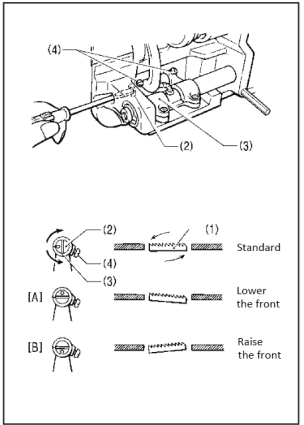 (4)
(2)
(3)
(2)
(1)
Standard
(4)
(3)
[A]
Lower
the front
[B]
Raise
the front